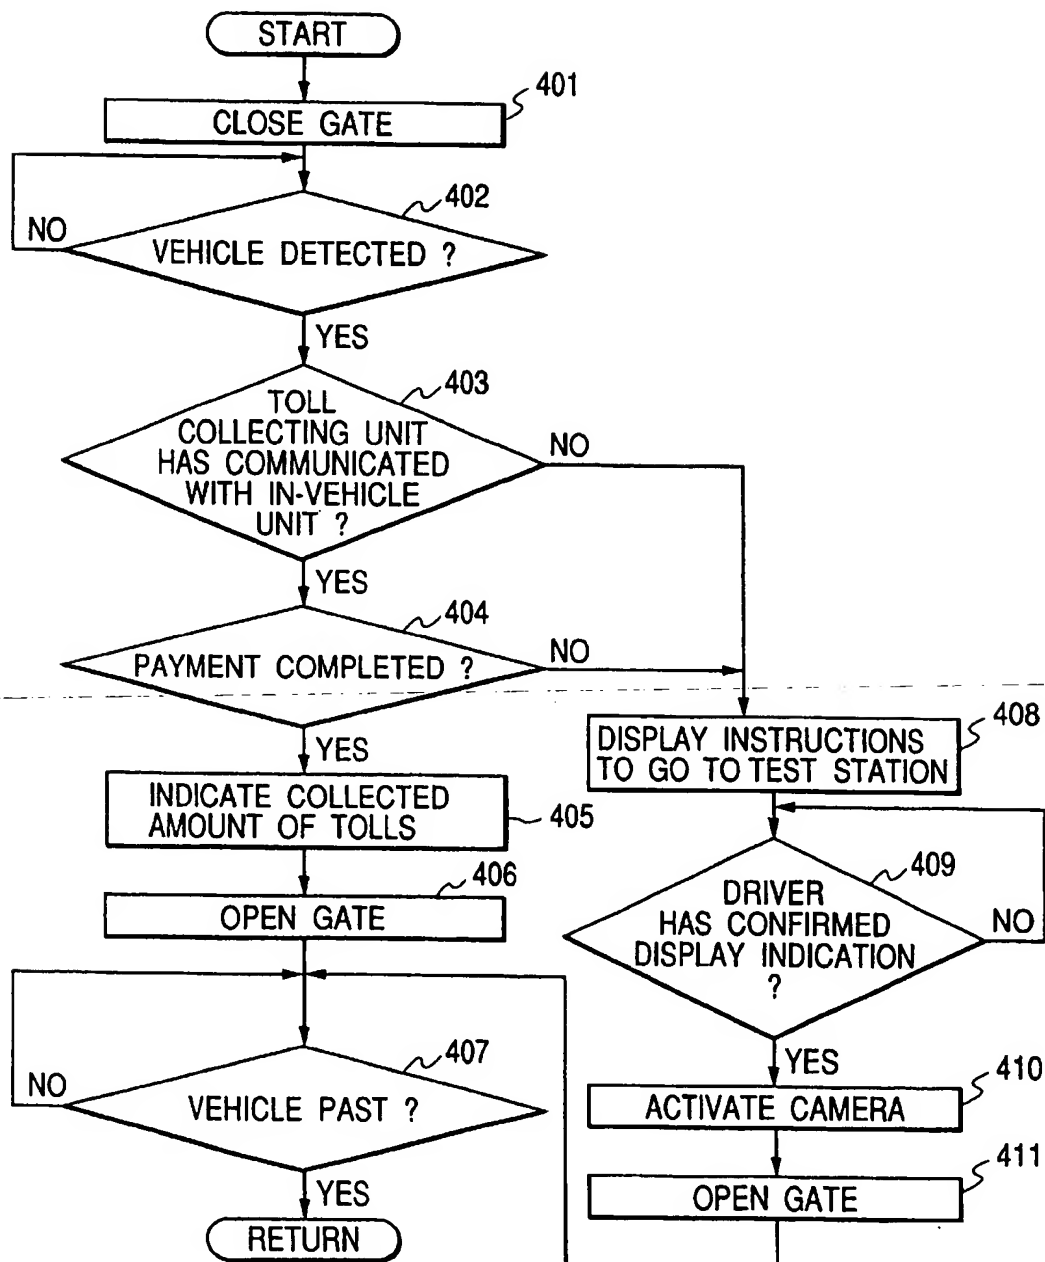 START
401
CLOSE GATE
402
NO
VEHICLE DETECTED ?
YES
403
TOLL
COLLECTING UNIT
HAS COMMUNICATED
WITH IN-VEHICLE
UNIT ?
NO
YES
404
PAYMENT COMPLETED ?
NO
YES
408
DISPLAY INSTRUCTIONS
TO GO TO TEST STATION
INDICATE COLLECTED
AMOUNT OF TOLLS
405
409
DRIVER
HAS CONFIRMED
DISPLAY INDICATION
?
NO
406
OPEN GATE
407
NO
VEHICLE PAST ?
YES
410
ACTIVATE CAMERA
411
OPEN GATE
YES
RETURN